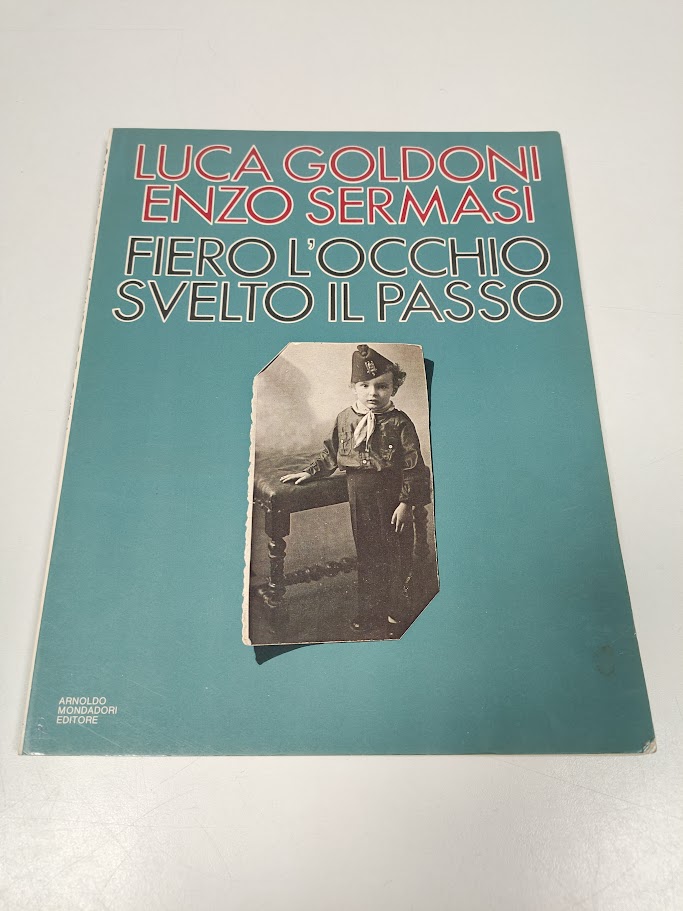 LUCA GOLDONI
ENZO SERMASI
FIERO L'OCCHIO
SVELTO IL PASSO
ARNOLDO
MONDADORI
EDITORE